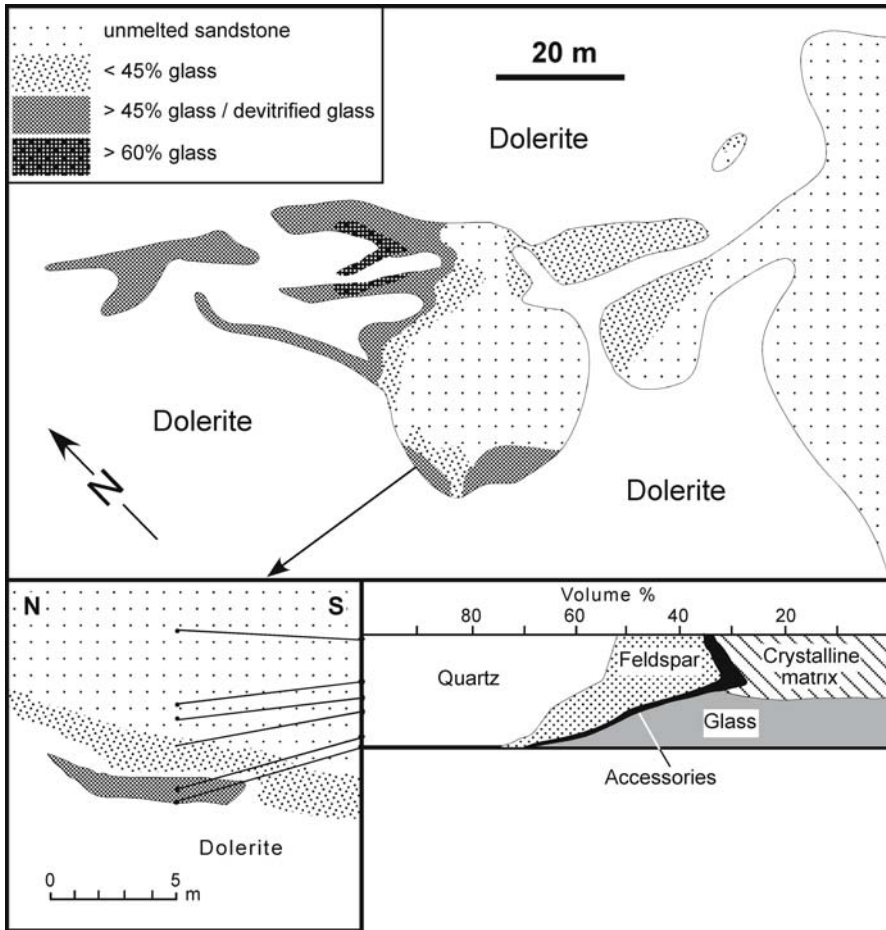 unmelted sandstone
< 45% glass
> 45% glass / devitrified glass
> 60% glass
20 m
Dolerite
Dolerite
Dolerite
N
N
S
Dolerite
0 5
m
Volume %
80 60 40 20
Quartz
Feldspar
Crystalline
matrix
Glass
Accessories